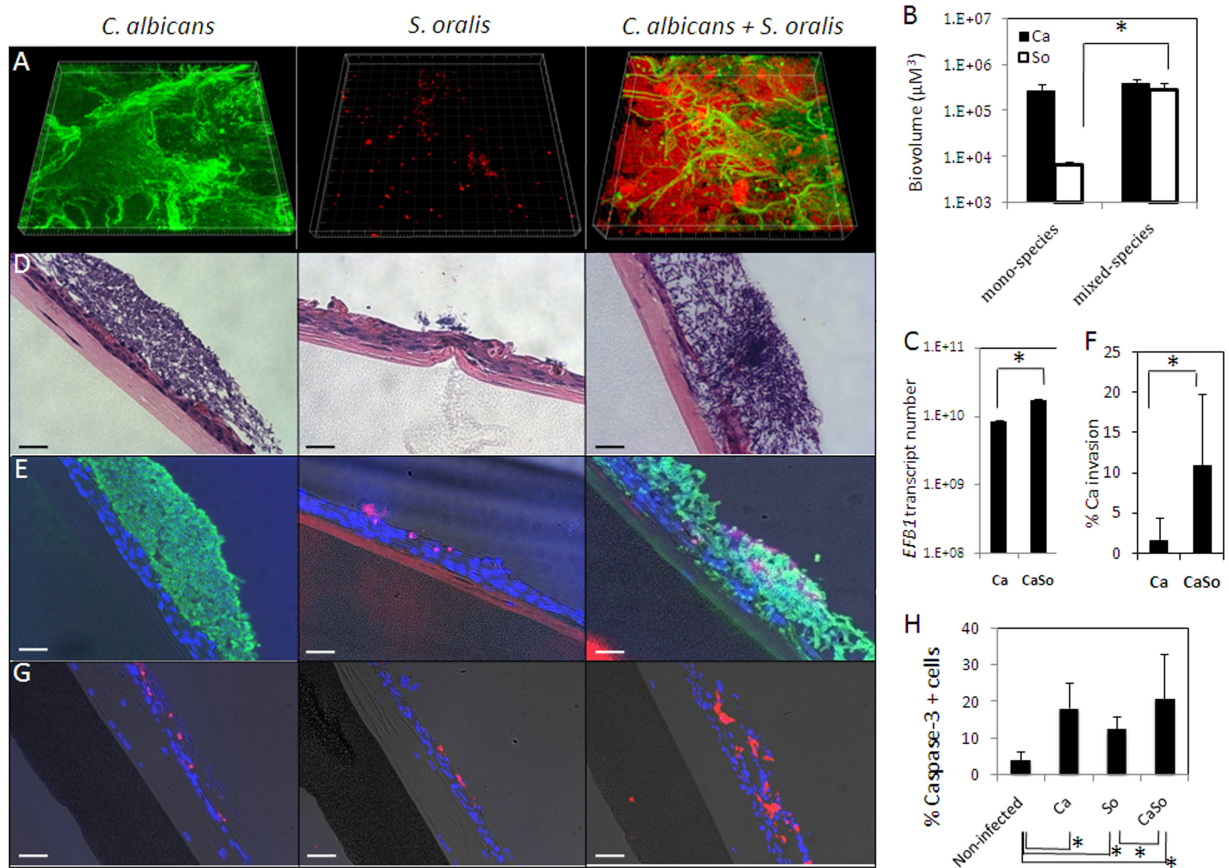 C. albicans
S. oralis
C. albicans + S. oralis
A
D
E
G
B
Biovolume (µM³)
1.E+07
1.E+06
1.E+05
1.E+04
1.E+03
Ca
So
*
mono-species
mixed-species
C
EFB1 transcript number
1.E+11
1.E+10
1.E+09
1.E+08
*
Ca
CaSo
F
% Ca invasion
25
20
15
10
5
0
*
Ca
CaSo
H
% Caspase-3 + cells
40
30
20
10
0
Non-infected
Ca
So
CaSo
* * * *